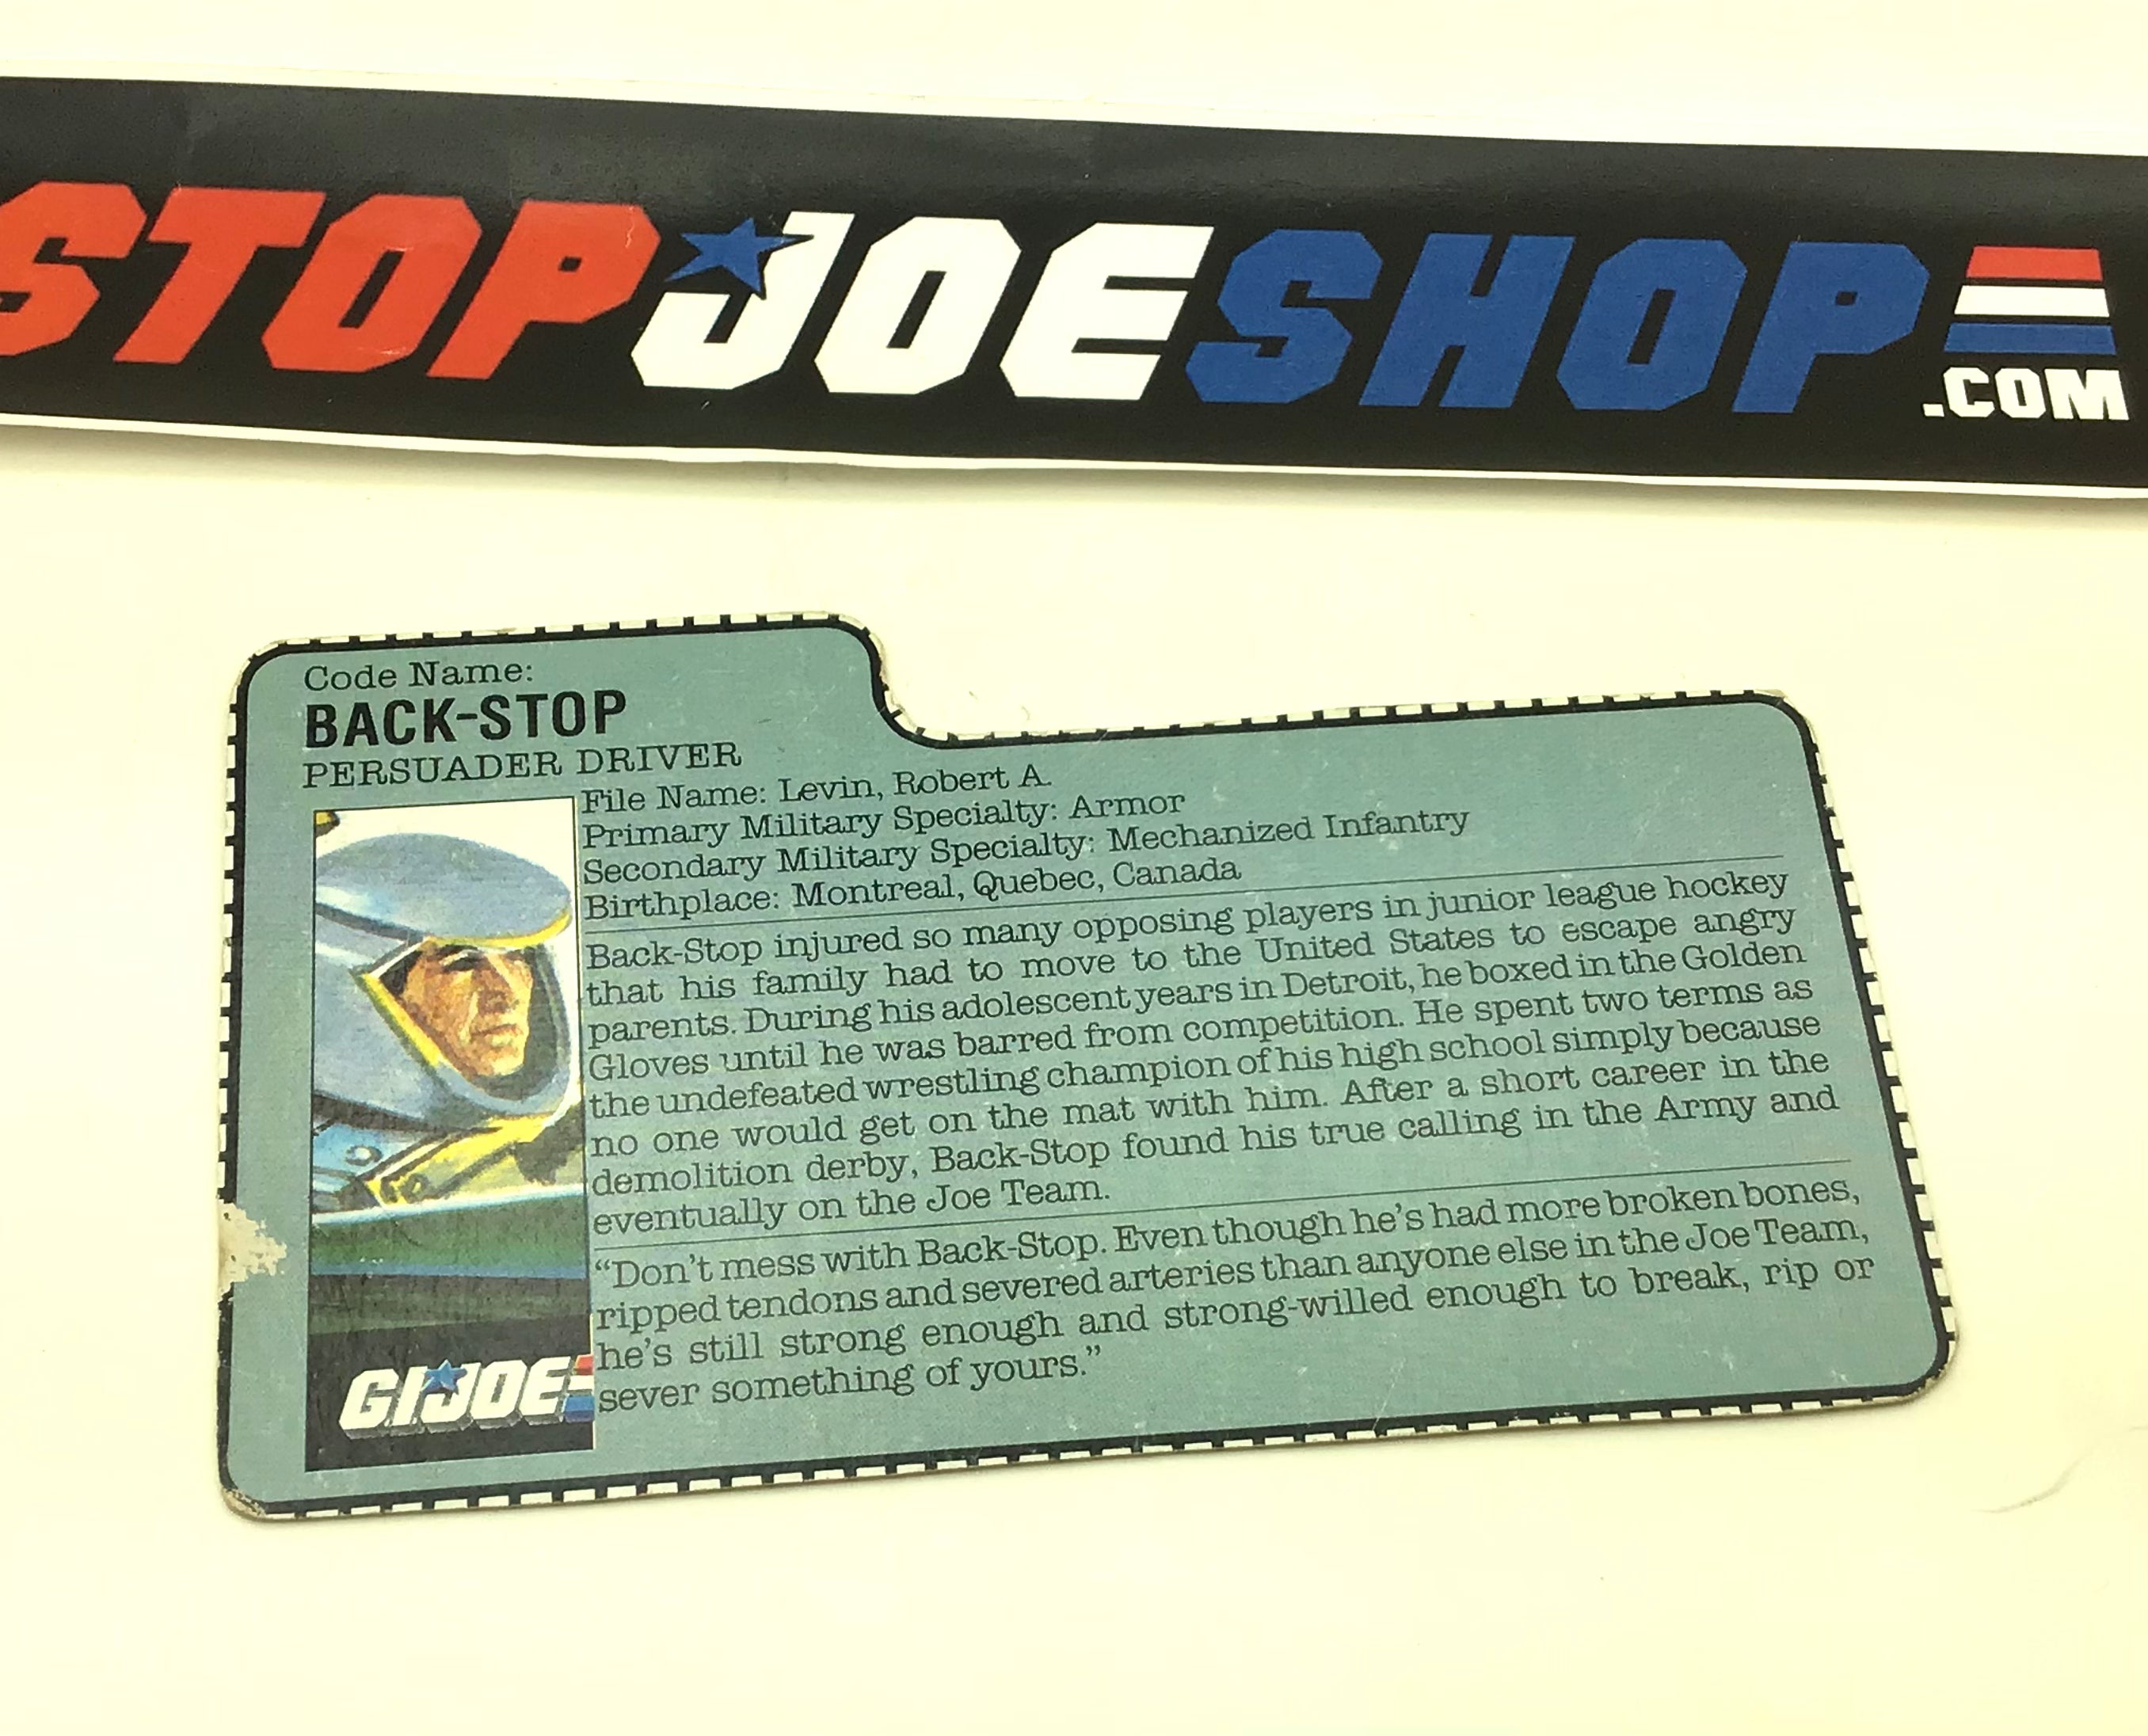 STOPJOESHOP
.COM
Code Name:
BACK-STOP
PERSUADER DRIVER
File Name: Levin, Robert A.
Primary Military Specialty: Armor
Secondary Military Specialty: Mechanized Infantry
Birthplace: Montreal, Quebec, Canada
Back-Stop injured so many opposing players in junior league hockey
that his family had to move to the United States to escape angry
parents. During his adolescent years in Detroit, he boxed in the Golden
Gloves until he was barred from competition. He spent two terms as
the undefeated wrestling champion of his high school simply because
no one would get on the mat with him. After a short career in the
demolition derby, Back-Stop found his true calling in the Army and
eventually on the Joe Team.
“Don't mess with Back-Stop. Even though he's had more broken bones,
ripped tendons and severed arteries than anyone else in the Joe Team,
he's still strong enough and strong-willed enough to break, rip or
sever something of yours.”
G.I. JOE